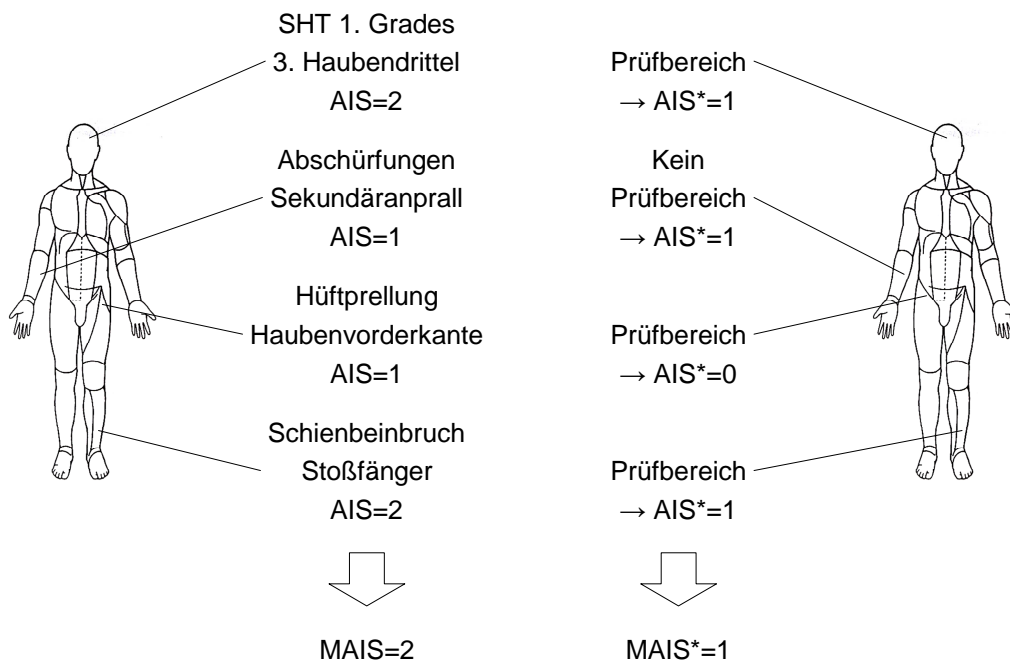 SHT 1. Grades
3. Haubendrittel
AIS=2
Prüfbereich
→ AIS*=1
Abschürfungen
Sekundäranprall
AIS=1
Kein
Prüfbereich
→ AIS*=1
Hüftprellung
Haubenvorderkante
AIS=1
Prüfbereich
→ AIS*=0
Schienbeinbruch
Stoßfänger
AIS=2
Prüfbereich
→ AIS*=1
MAIS=2
MAIS*=1